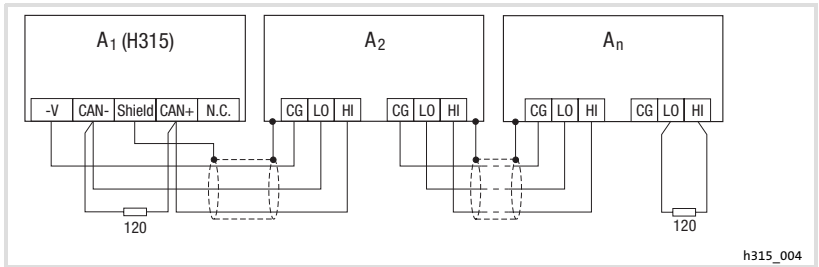 A1 (H315)
A2
An
-V CAN- Shield CAN+ N.C.
CG LO HI
CG LO HI
CG LO HI
CG LO HI
120
120
h315_004